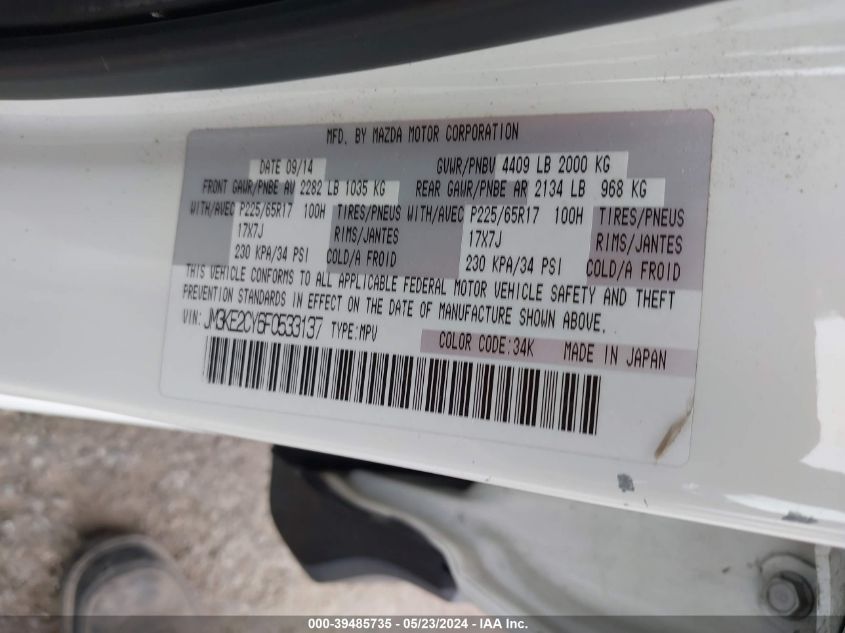 MFD. BY MAZDA MOTOR CORPORATION
DATE 09/14 GVWR/PNBV 4409 LB 2000 KG
FRONT GAWR/PNBE AV 2282 LB 1035 KG REAR GAWR/PNBE AR 2134 LB 968 KG
WITH/AVEC P225/65R17 100H TIRES/PNEUS WITH/AVEC P225/65R17 100H TIRES/PNEUS
17X7J RIMS/JANTES 17X7J RIMS/JANTES
230 KPA/34 PSI COLD/A FROID 230 KPA/34 PSI COLD/A FROID
THIS VEHICLE CONFORMS TO ALL APPLICABLE FEDERAL MOTOR VEHICLE SAFETY AND THEFT
PREVENTION STANDARDS IN EFFECT ON THE DATE OF MANUFACTURE SHOWN ABOVE.
VIN: JM3KE2CY6F0533137 TYPE:MPV
COLOR CODE:34K MADE IN JAPAN
000-39485735 - 05/23/2024 - IAA Inc.